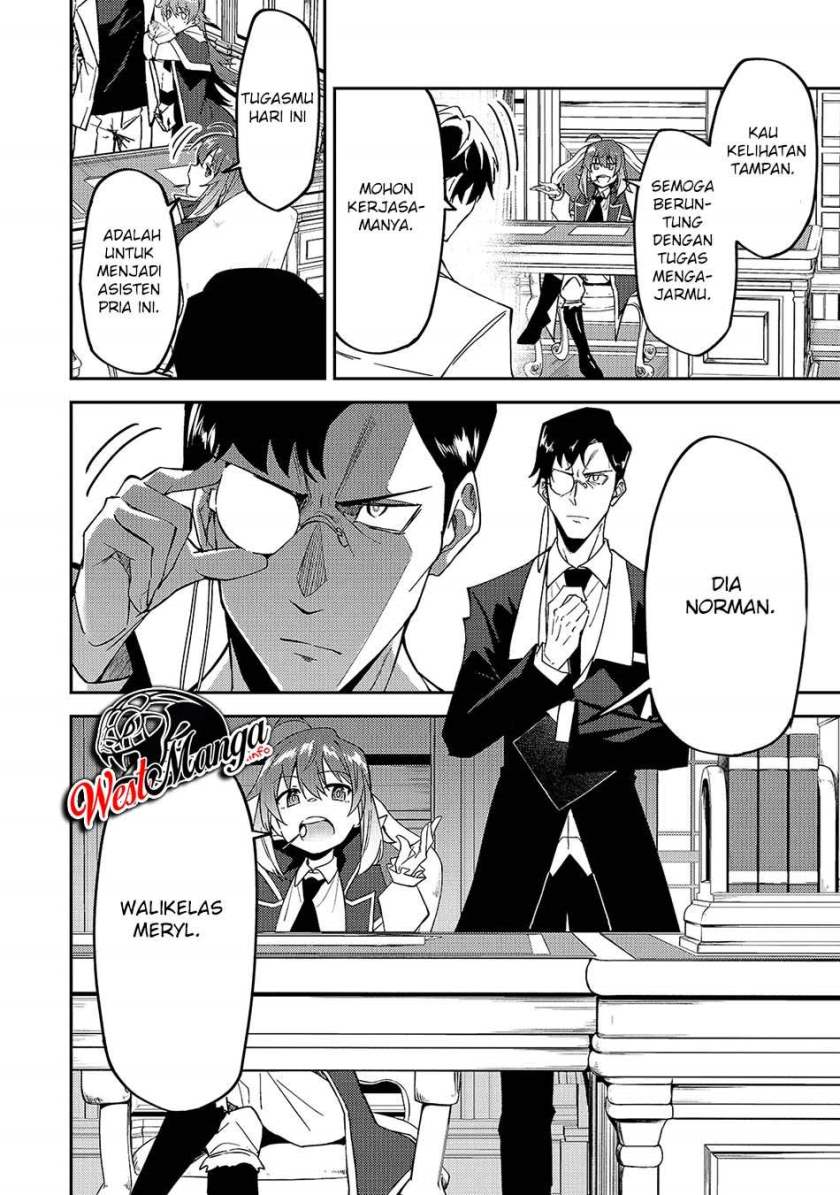 KAU
KELIHATAN
TAMPAN.
SEMOGA
BERUN-
TUNG
DENGAN
TUGAS
MENGA-
JARMU.
MOHON
KERJASA-
MANYA.
TUGASMU
HARI INI
ADALAH
UNTUK
MENJADI
ASISTEN
PRIA INI.
DIA
NORMAN.
WALIKELAS
MERYL.
WestManga
.info